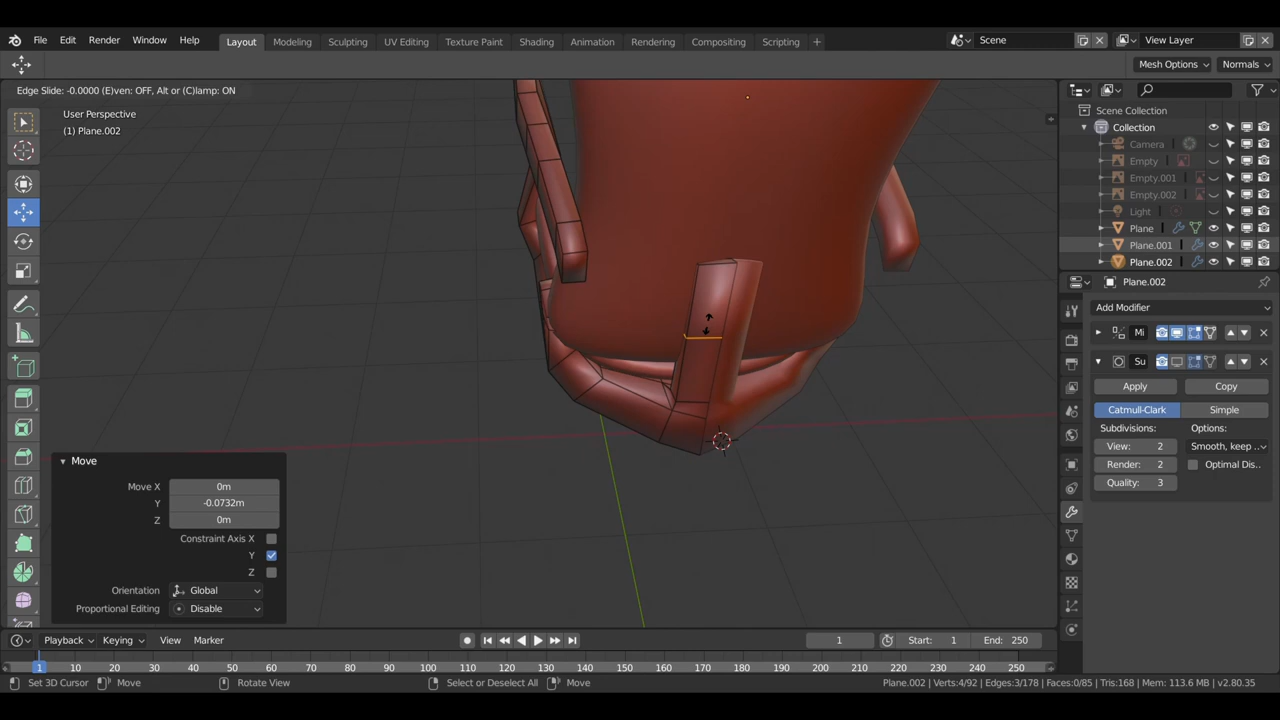 File Edit Render Window Help Layout Modeling Sculpting UV Editing Texture Paint Shading Animation Rendering Compositing Scripting + Scene View Layer
Mesh Options Normals
Edge Slide: -0.0000 (E)ven: OFF, Alt or (C)lamp: ON
User Perspective
(1) Plane.002
Scene Collection
Collection
Camera
Empty
Empty.001
Empty.002
Light
Plane
Plane.001
Plane.002
Plane.002
Add Modifier
Mi
Su
Apply Copy
Catmull-Clark Simple
Subdivisions: Options:
View: 2 Smooth, keep ..
Render: 2 Optimal Dis..
Quality: 3
Move
Move X 0m
Y -0.0732m
Z 0m
Constraint Axis X
Y
Z
Orientation Global
Proportional Editing Disable
Playback Keying View Marker 1 Start: 1 End: 250
1 10 20 30 40 50 60 70 80 90 100 110 120 130 140 150 160 170 180 190 200 210 220 230 240 250
Set 3D Cursor Move Rotate View Select or Deselect All Move Plane.002 | Verts:4/92 | Edges:3/178 | Faces:0/85 | Tris:168 | Mem: 113.6 MB | v2.80.35